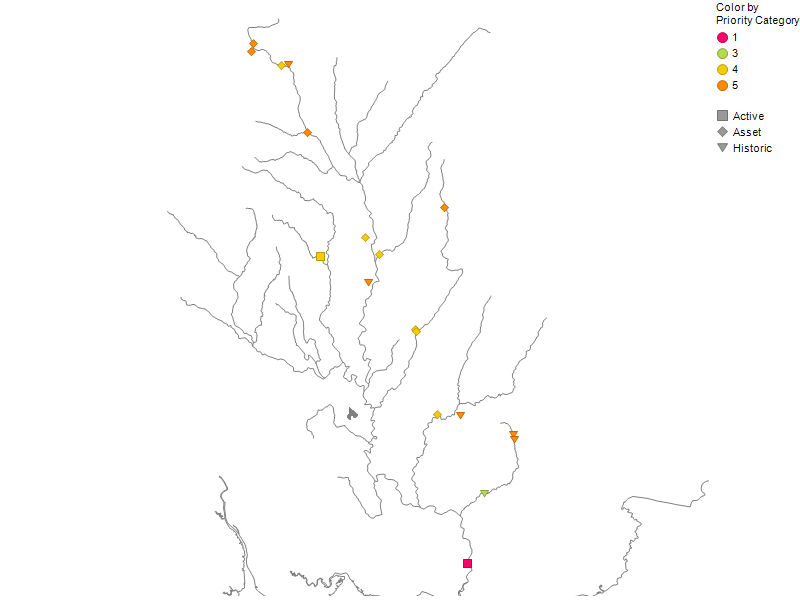 Color by
Priority Category
1
3
4
5
Active
Asset
Historic